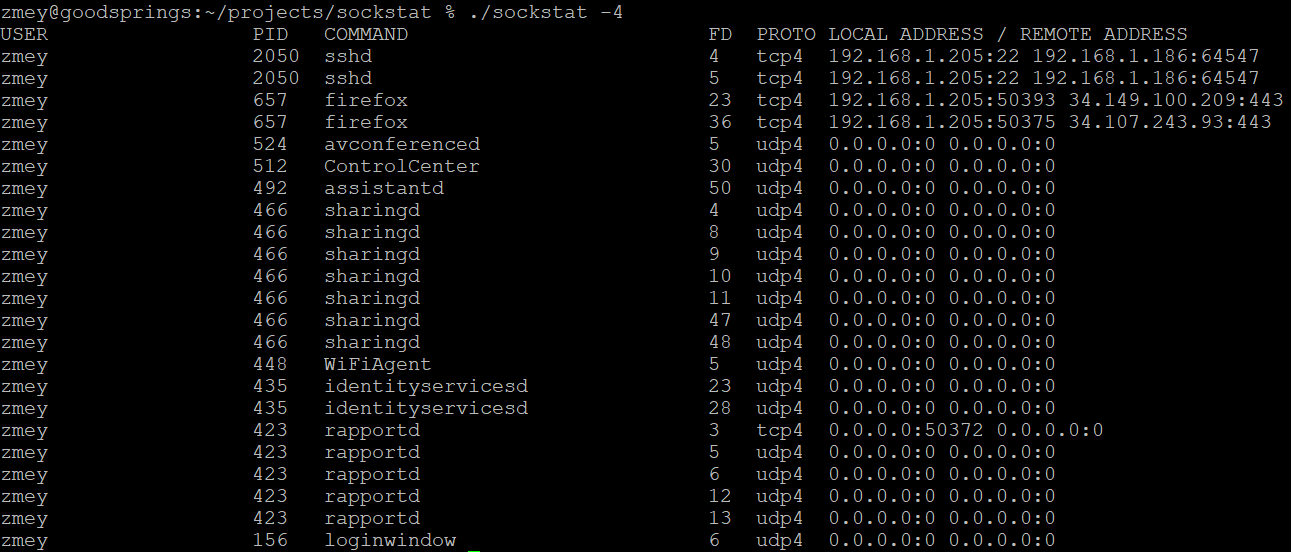 zmey@goodsprings:~/projects/sockstat % ./sockstat -4
USER PID COMMAND FD PROTO LOCAL ADDRESS / REMOTE ADDRESS
zmey 2050 sshd 4 tcp4 192.168.1.205:22 192.168.1.186:64547
zmey 2050 sshd 5 tcp4 192.168.1.205:22 192.168.1.186:64547
zmey 657 firefox 23 tcp4 192.168.1.205:50393 34.149.100.209:443
zmey 657 firefox 36 tcp4 192.168.1.205:50375 34.107.243.93:443
zmey 524 avconferenced 5 udp4 0.0.0.0:0 0.0.0.0:0
zmey 512 ControlCenter 30 udp4 0.0.0.0:0 0.0.0.0:0
zmey 492 assistantd 50 udp4 0.0.0.0:0 0.0.0.0:0
zmey 466 sharingd 4 udp4 0.0.0.0:0 0.0.0.0:0
zmey 466 sharingd 8 udp4 0.0.0.0:0 0.0.0.0:0
zmey 466 sharingd 9 udp4 0.0.0.0:0 0.0.0.0:0
zmey 466 sharingd 10 udp4 0.0.0.0:0 0.0.0.0:0
zmey 466 sharingd 11 udp4 0.0.0.0:0 0.0.0.0:0
zmey 466 sharingd 47 udp4 0.0.0.0:0 0.0.0.0:0
zmey 466 sharingd 48 udp4 0.0.0.0:0 0.0.0.0:0
zmey 448 WiFiAgent 5 udp4 0.0.0.0:0 0.0.0.0:0
zmey 435 identityservicesd 23 udp4 0.0.0.0:0 0.0.0.0:0
zmey 435 identityservicesd 28 udp4 0.0.0.0:0 0.0.0.0:0
zmey 423 rapportd 3 tcp4 0.0.0.0:50372 0.0.0.0:0
zmey 423 rapportd 5 udp4 0.0.0.0:0 0.0.0.0:0
zmey 423 rapportd 6 udp4 0.0.0.0:0 0.0.0.0:0
zmey 423 rapportd 12 udp4 0.0.0.0:0 0.0.0.0:0
zmey 423 rapportd 13 udp4 0.0.0.0:0 0.0.0.0:0
zmey 156 loginwindow 6 udp4 0.0.0.0:0 0.0.0.0:0